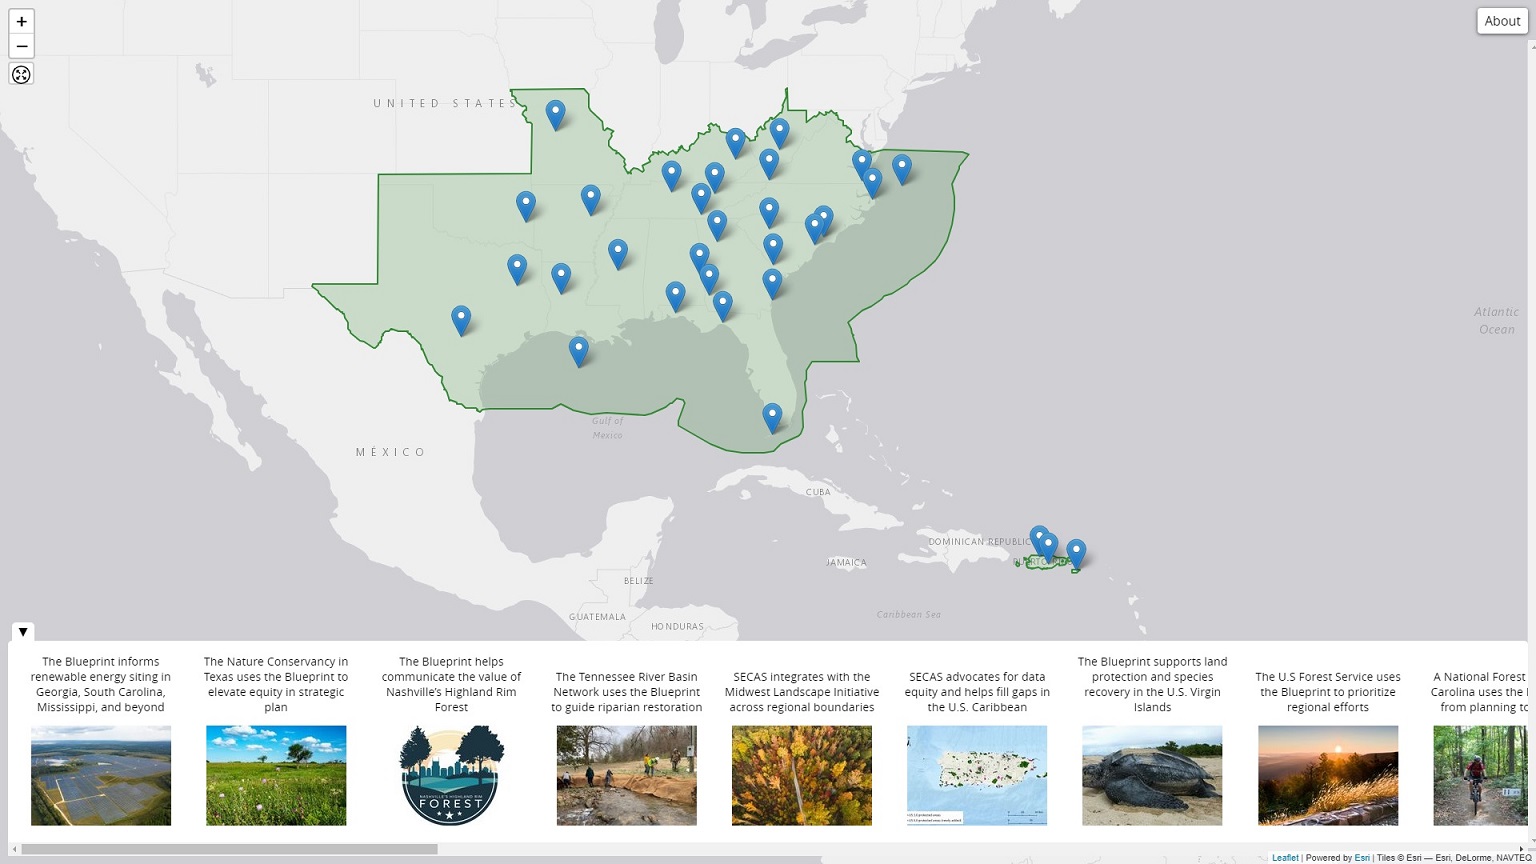 +
About
−
UNITED STATES
Atlantic
Ocean
Gulf of
Mexico
MÉXICO
CUBA
DOMINICAN REPUBLIC
JAMAICA
BELIZE
Caribbean Sea
GUATEMALA
HONDURAS
The Blueprint informs
renewable energy siting in
Georgia, South Carolina,
Mississippi, and beyond
The Nature Conservancy in
Texas uses the Blueprint to
elevate equity in strategic
plan
The Blueprint helps
communicate the value of
Nashville's Highland Rim
Forest
The Tennessee River Basin
Network uses the Blueprint
to guide riparian restoration
SECAS integrates with the
Midwest Landscape Initiative
across regional boundaries
SECAS advocates for data
equity and helps fill gaps in
the U.S. Caribbean
The Blueprint supports land
protection and species
recovery in the U.S. Virgin
Islands
The U.S Forest Service uses
the Blueprint to prioritize
regional efforts
A National Forest
Carolina uses the
from planning to
NASHVILLE'S HIGHLAND RIM
FOREST
Leaflet | Powered by Esri | Tiles © Esri — Esri, DeLorme, NAVTEQ